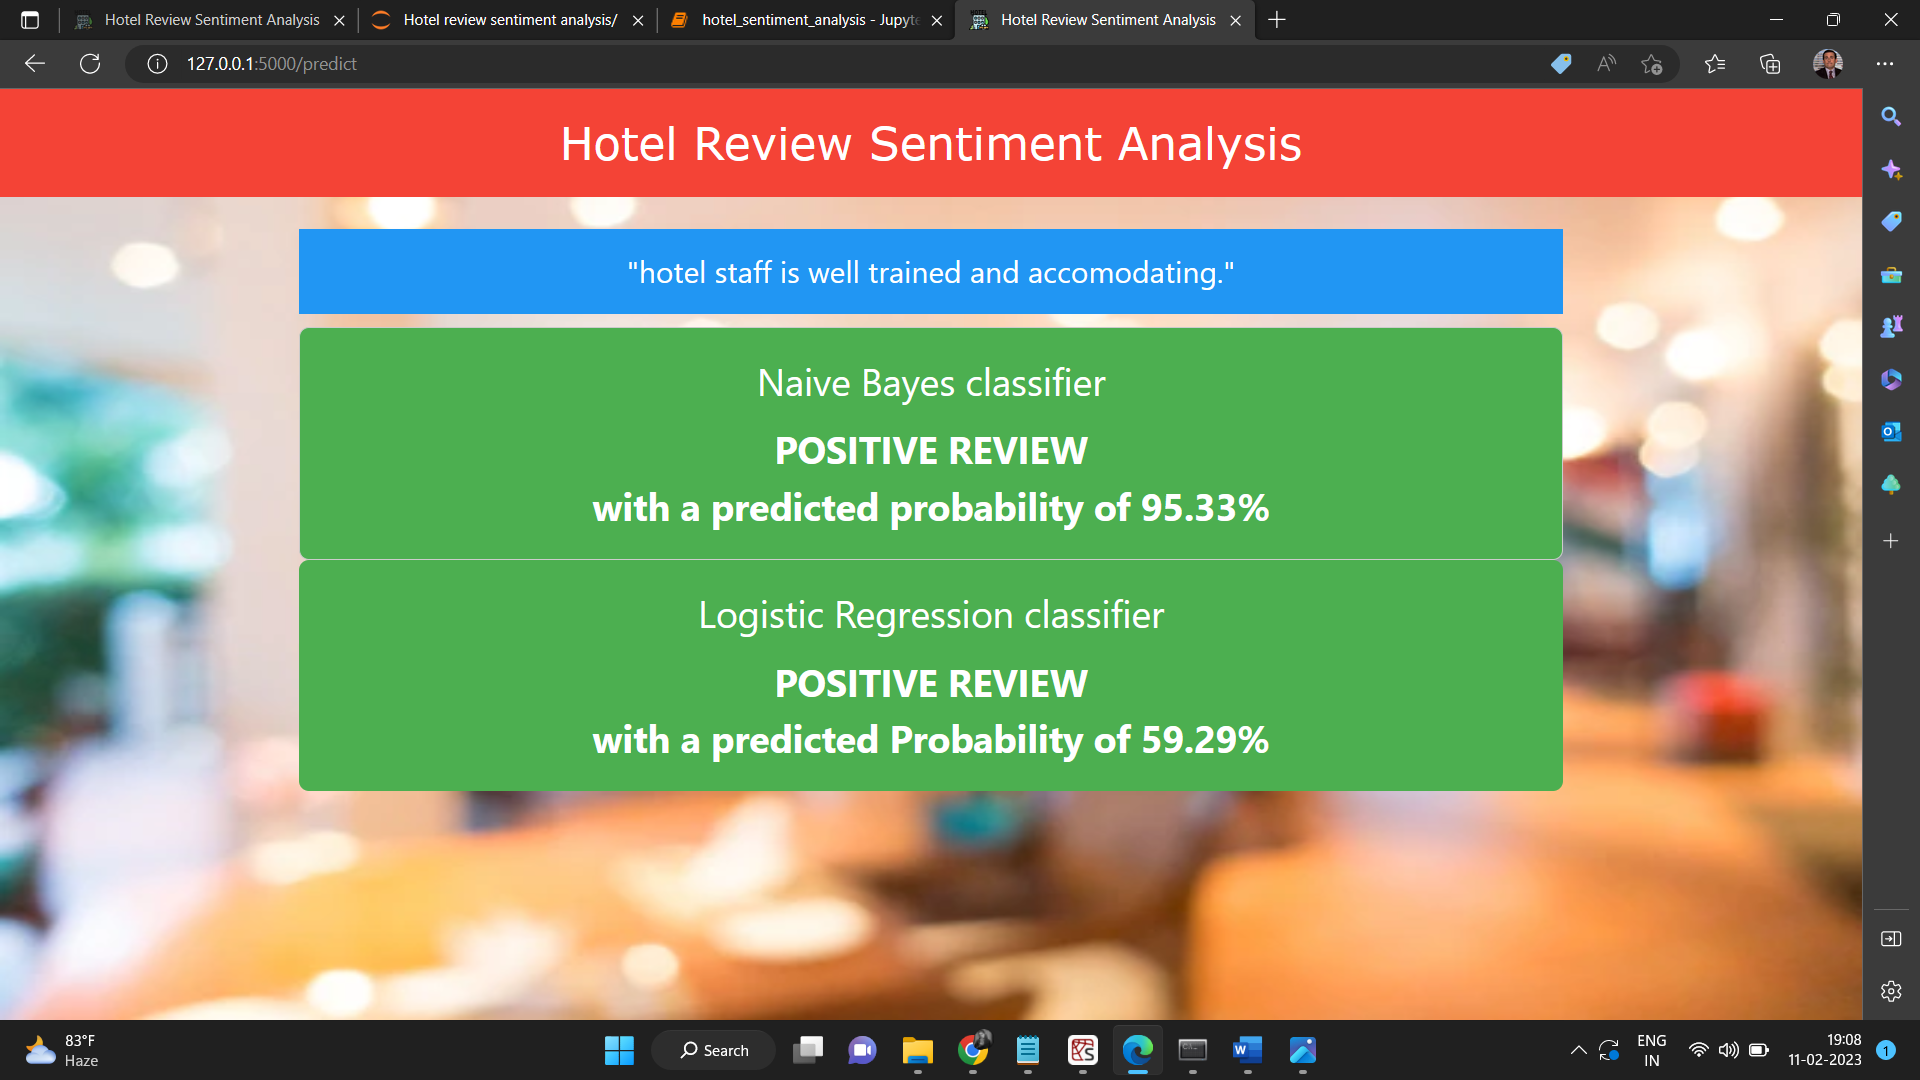 Hotel Review Sentiment Analysis
Hotel review sentiment analysis/
hotel_sentiment_analysis - Jupyte
Hotel Review Sentiment Analysis
127.0.0.1:5000/predict
Hotel Review Sentiment Analysis
"hotel staff is well trained and accomodating."
Naive Bayes classifier
POSITIVE REVIEW
with a predicted probability of 95.33%
Logistic Regression classifier
POSITIVE REVIEW
with a predicted Probability of 59.29%
83°F
Haze
Search
ENG
IN
19:08
11-02-2023
1